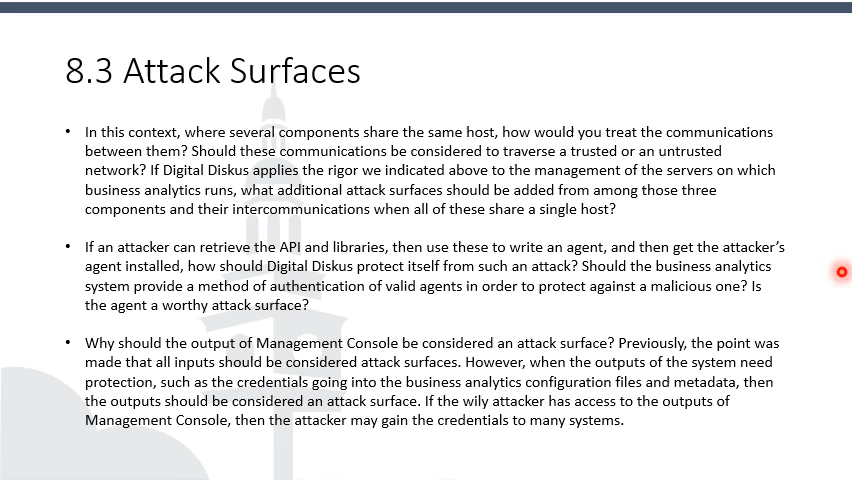 8.3 Attack Surfaces
• In this context, where several components share the same host, how would you treat the communications
between them? Should these communications be considered to traverse a trusted or an untrusted
network? If Digital Diskus applies the rigor we indicated above to the management of the servers on which
business analytics runs, what additional attack surfaces should be added from among those three
components and their intercommunications when all of these share a single host?
• If an attacker can retrieve the API and libraries, then use these to write an agent, and then get the attacker's
agent installed, how should Digital Diskus protect itself from such an attack? Should the business analytics
system provide a method of authentication of valid agents in order to protect against a malicious one? Is
the agent a worthy attack surface?
• Why should the output of Management Console be considered an attack surface? Previously, the point was
made that all inputs should be considered attack surfaces. However, when the outputs of the system need
protection, such as the credentials going into the business analytics configuration files and metadata, then
the outputs should be considered an attack surface. If the wily attacker has access to the outputs of
Management Console, then the attacker may gain the credentials to many systems.